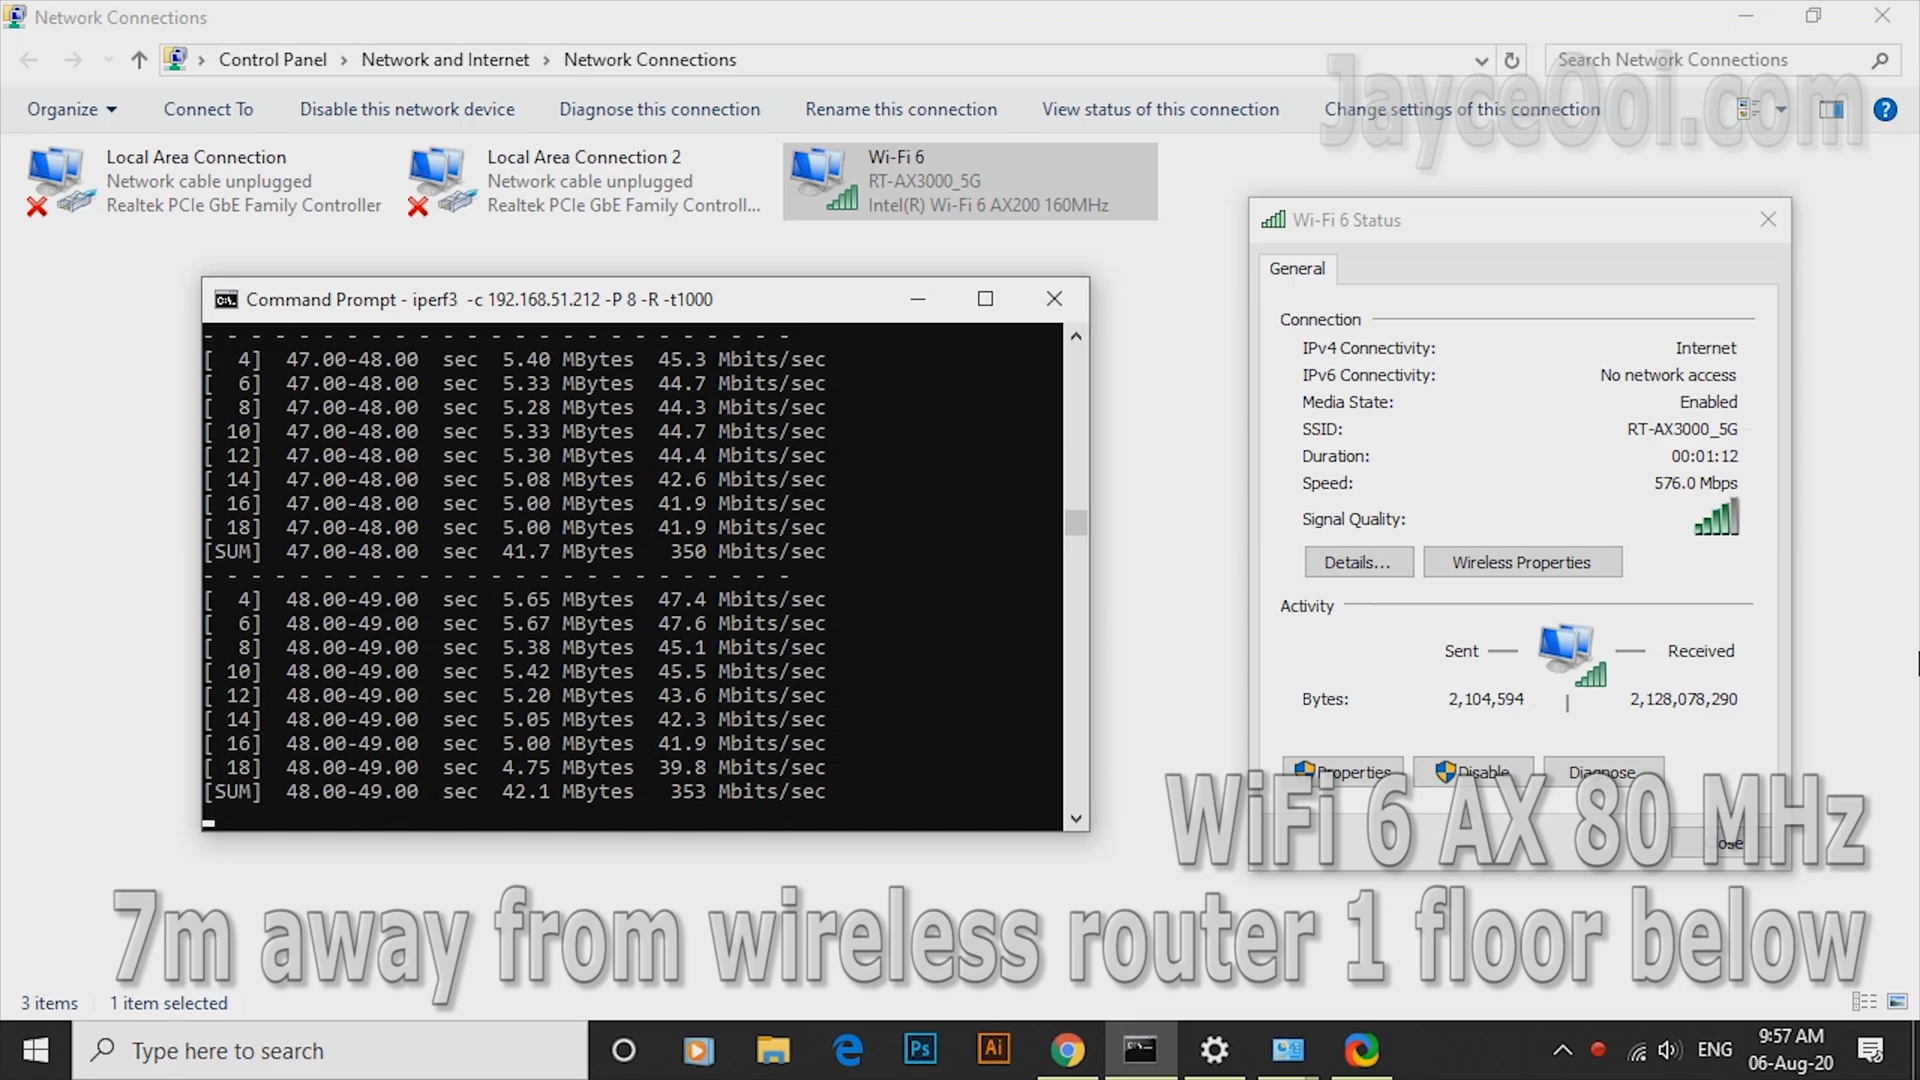 Network Connections
Control Panel › Network and Internet › Network Connections
Search Network Connections
JayceOoi.com
Organize Connect To Disable this network device Diagnose this connection Rename this connection View status of this connection Change settings of this connection
Local Area Connection
Network cable unplugged
Realtek PCIe GbE Family Controller
Local Area Connection 2
Network cable unplugged
Realtek PCIe GbE Family Controll...
Wi-Fi 6
RT-AX3000_5G
Intel(R) Wi-Fi 6 AX200 160MHz
Command Prompt - iperf3 -c 192.168.51.212 -P 8 -R -t1000
- - - - - - - - - - - - - - - - - - - - - - - - -
[ 4] 47.00-48.00 sec 5.40 MBytes 45.3 Mbits/sec
[ 6] 47.00-48.00 sec 5.33 MBytes 44.7 Mbits/sec
[ 8] 47.00-48.00 sec 5.28 MBytes 44.3 Mbits/sec
[ 10] 47.00-48.00 sec 5.33 MBytes 44.7 Mbits/sec
[ 12] 47.00-48.00 sec 5.30 MBytes 44.4 Mbits/sec
[ 14] 47.00-48.00 sec 5.08 MBytes 42.6 Mbits/sec
[ 16] 47.00-48.00 sec 5.00 MBytes 41.9 Mbits/sec
[ 18] 47.00-48.00 sec 5.00 MBytes 41.9 Mbits/sec
[SUM] 47.00-48.00 sec 41.7 MBytes 350 Mbits/sec
- - - - - - - - - - - - - - - - - - - - - - - - -
[ 4] 48.00-49.00 sec 5.65 MBytes 47.4 Mbits/sec
[ 6] 48.00-49.00 sec 5.67 MBytes 47.6 Mbits/sec
[ 8] 48.00-49.00 sec 5.38 MBytes 45.1 Mbits/sec
[ 10] 48.00-49.00 sec 5.42 MBytes 45.5 Mbits/sec
[ 12] 48.00-49.00 sec 5.20 MBytes 43.6 Mbits/sec
[ 14] 48.00-49.00 sec 5.05 MBytes 42.3 Mbits/sec
[ 16] 48.00-49.00 sec 5.00 MBytes 41.9 Mbits/sec
[ 18] 48.00-49.00 sec 4.75 MBytes 39.8 Mbits/sec
[SUM] 48.00-49.00 sec 42.1 MBytes 353 Mbits/sec
Wi-Fi 6 Status
General
Connection
IPv4 Connectivity: Internet
IPv6 Connectivity: No network access
Media State: Enabled
SSID: RT-AX3000_5G
Duration: 00:01:12
Speed: 576.0 Mbps
Signal Quality:
Details... Wireless Properties
Activity
Sent — — Received
Bytes: 2,104,594 | 2,128,078,290
Properties Disable Diagnose
WiFi 6 AX 80 MHz
7m away from wireless router 1 floor below
3 items 1 item selected
Type here to search
Ps
Ai
ENG
9:57 AM
06-Aug-20